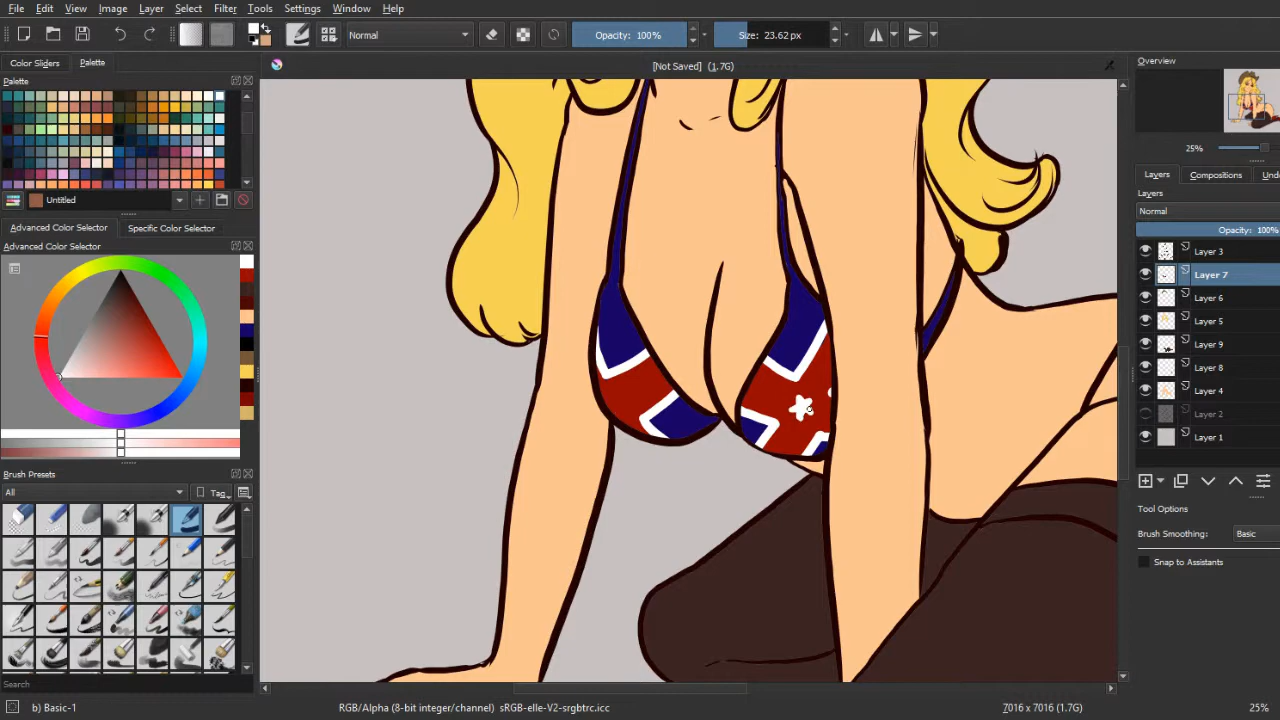 File Edit View Image Layer Select Filter Tools Settings Window Help
Normal Opacity: 100% Size: 23.62 px
Color Sliders Palette
[Not Saved] (1.7G)
Overview
Palette
25%
Layers Compositions Undo
Layers
Untitled
Normal
Advanced Color Selector Specific Color Selector
Opacity: 100%
Advanced Color Selector
Layer 3
Layer 7
Layer 6
Layer 5
Layer 9
Layer 8
Layer 4
Layer 2
Layer 1
Brush Presets
All Tag
Tool Options
Brush Smoothing: Basic
Snap to Assistants
Search
b) Basic-1 RGB/Alpha (8-bit integer/channel) sRGB-elle-V2-srgbtrc.icc 7016 x 7016 (1.7G) 25%